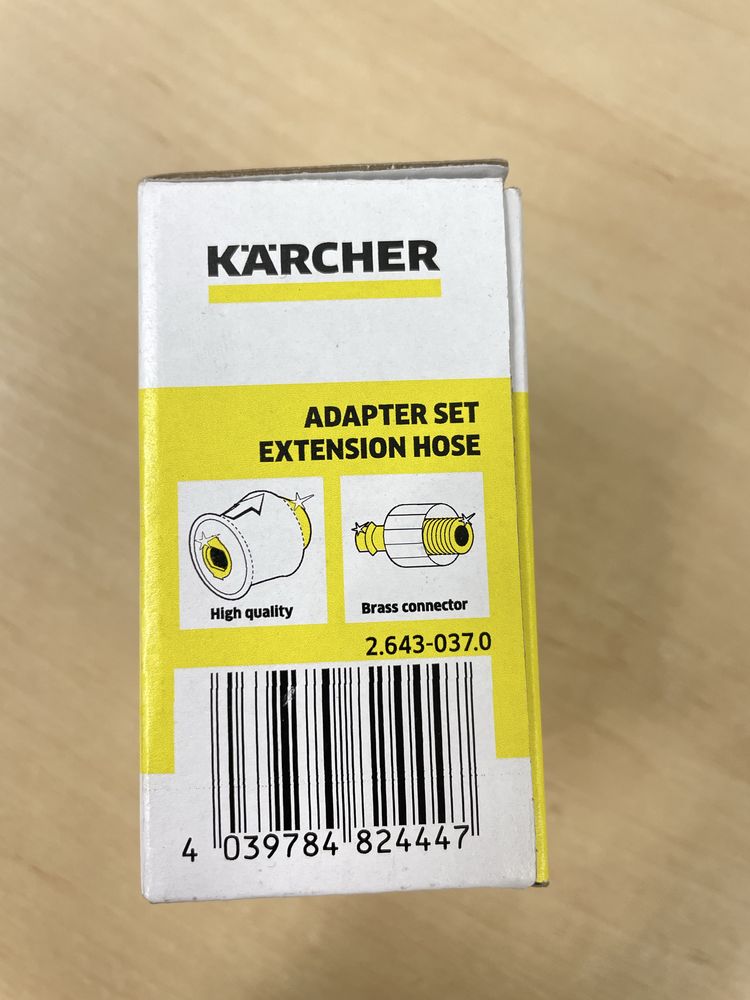 KÄRCHER
ADAPTER SET
EXTENSION HOSE
High quality
Brass connector
2.643-037.0
4 039784 824447